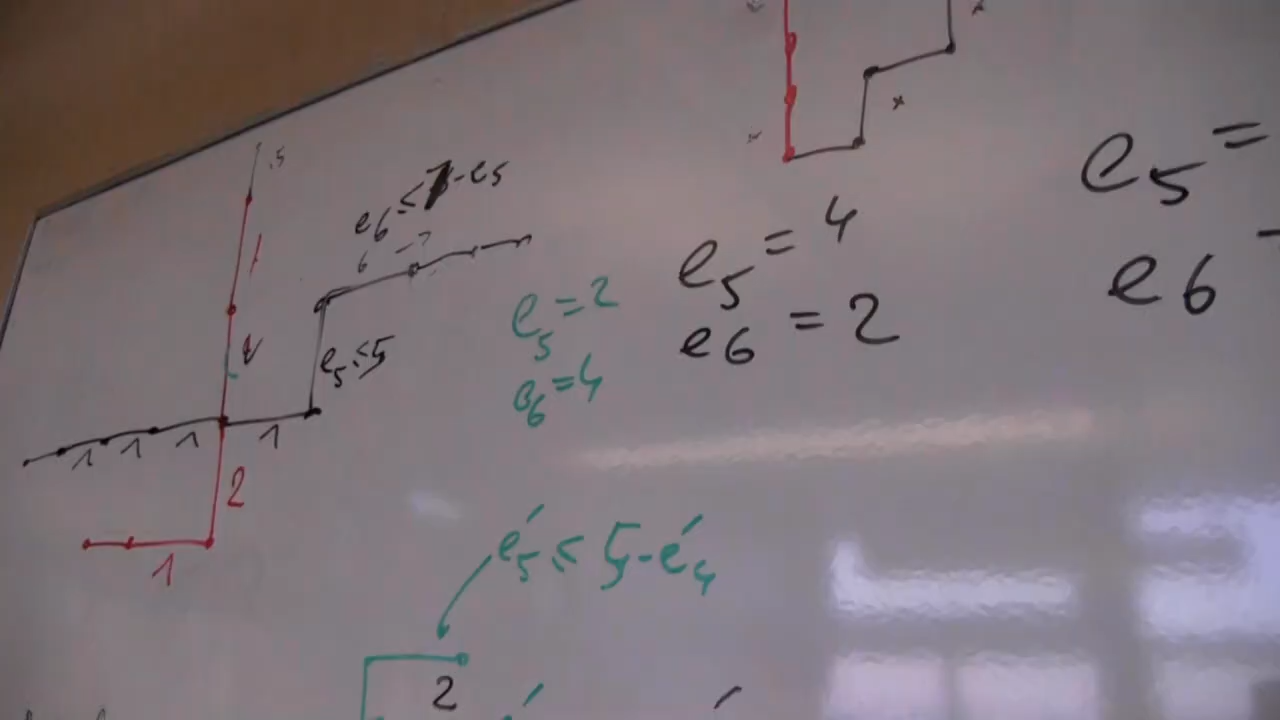 .5
e6 ≤ 7-e5
1
e5 ≤ 5
1 1 1 1
2
1
e5 = 2
e6 = 4
e5 = 4
e6 = 2
e5 =
e6
e′5 ≤ 5-e′4
2